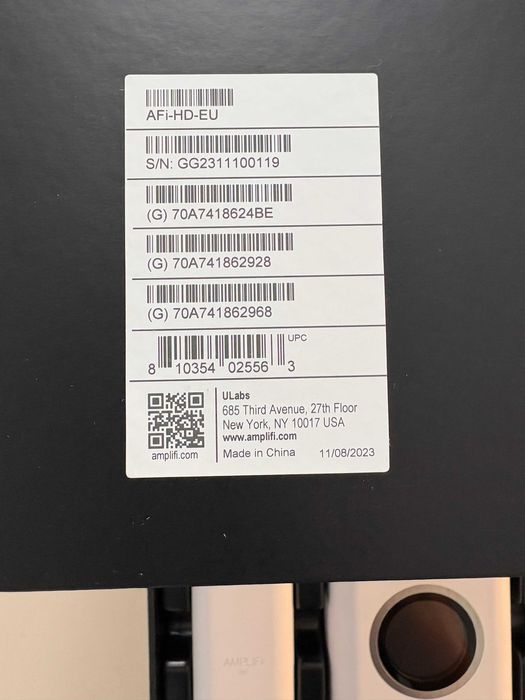 AFi-HD-EU
S/N: GG2311100119
(G) 70A7418624BE
(G) 70A741862928
(G) 70A741862968
UPC
8 10354 02556 3
ULabs
685 Third Avenue, 27th Floor
New York, NY 10017 USA
www.amplifi.com
amplifi.com
Made in China 11/08/2023
AMPLIFI